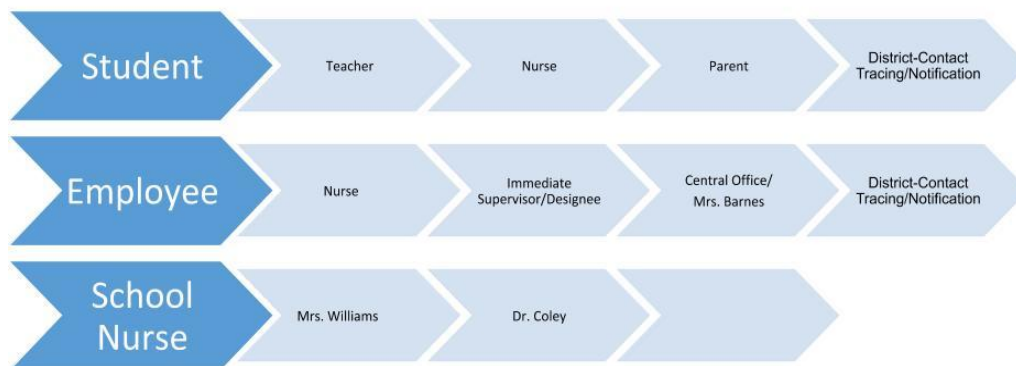 Student
Teacher
Nurse
Parent
District-Contact
Tracing/Notification
Employee
Nurse
Immediate
Supervisor/Designee
Central Office/
Mrs. Barnes
District-Contact
Tracing/Notification
School
Nurse
Mrs. Williams
Dr. Coley